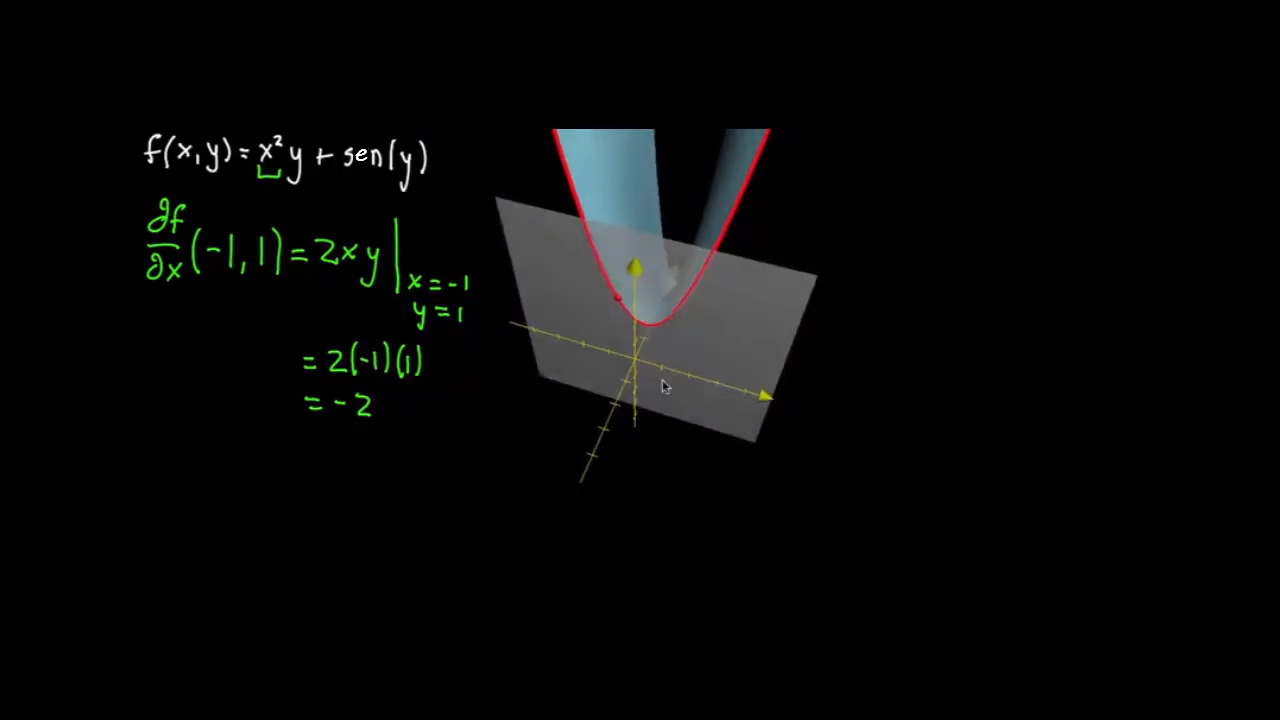 f(x,y) = x²y + sen(y)
∂f/∂x (-1,1) = 2xy | x = -1
y = 1
= 2(-1)(1)
= -2